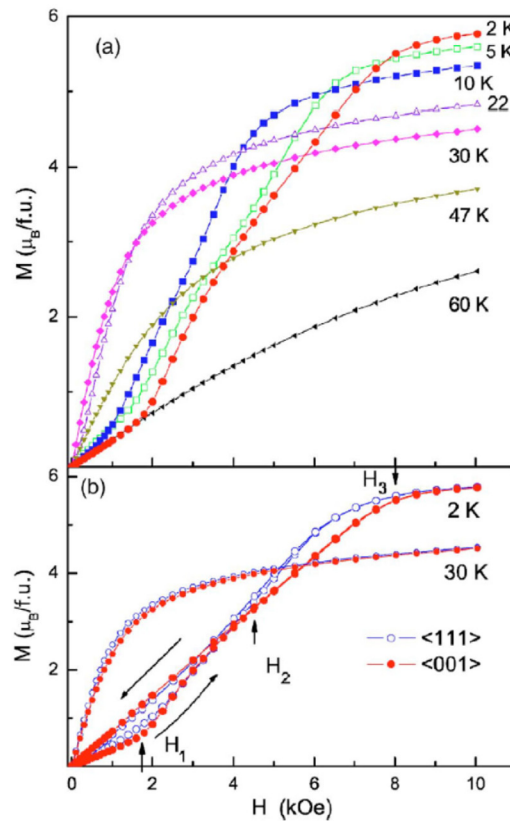 6
(a)
2 K
5 K
10 K
22
30 K
4
47 K
M (μB/f.u.)
60 K
2
(b)
H3
6
2 K
30 K
4
M (μB/f.u.)
<111>
<001>
H2
2
H1
0
0 2 4 6 8 10
H (kOe)